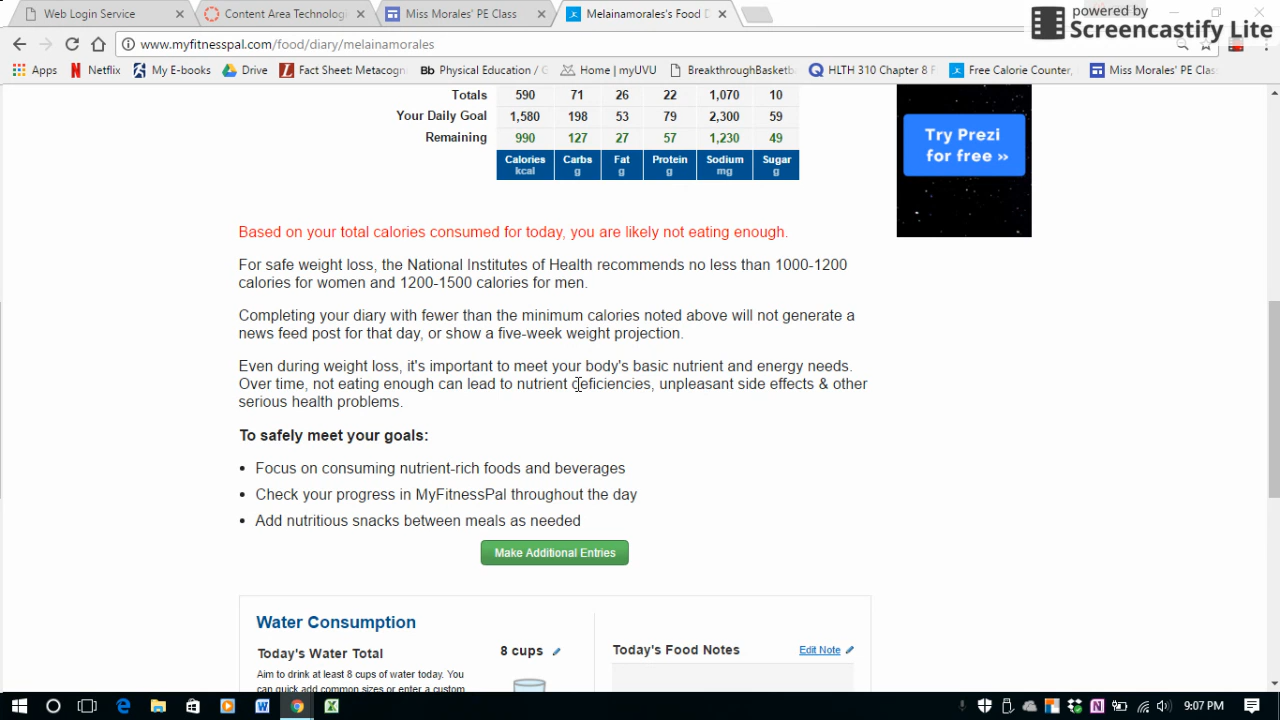 powered by
Screencastify Lite
Web Login Service
Content Area Technolog
Miss Morales' PE Class
Melainamorales's Food D
www.myfitnesspal.com/food/diary/melainamorales
Apps Netflix My E-books Drive Fact Sheet: Metacogn Physical Education / G Home | myUVU BreakthroughBasketb HLTH 310 Chapter 8 F Free Calorie Counter, Miss Morales' PE Clas
Totals 590 71 26 22 1,070 10
Your Daily Goal 1,580 198 53 79 2,300 59
Remaining 990 127 27 57 1,230 49
Calories Carbs Fat Protein Sodium Sugar
kcal g g g mg g
Try Prezi
for free »
Based on your total calories consumed for today, you are likely not eating enough.
For safe weight loss, the National Institutes of Health recommends no less than 1000-1200
calories for women and 1200-1500 calories for men.
Completing your diary with fewer than the minimum calories noted above will not generate a
news feed post for that day, or show a five-week weight projection.
Even during weight loss, it's important to meet your body's basic nutrient and energy needs.
Over time, not eating enough can lead to nutrient deficiencies, unpleasant side effects & other
serious health problems.
To safely meet your goals:
• Focus on consuming nutrient-rich foods and beverages
• Check your progress in MyFitnessPal throughout the day
• Add nutritious snacks between meals as needed
Make Additional Entries
Water Consumption
Today's Water Total
8 cups
Today's Food Notes
Edit Note
Aim to drink at least 8 cups of water today. You
can quick add common sizes or enter a custom
9:07 PM